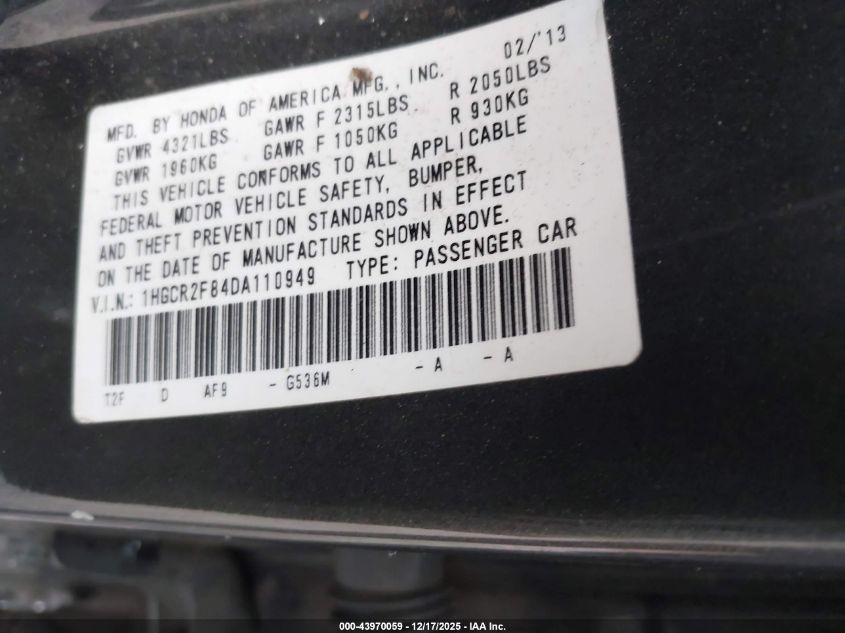 02/'13
MFD. BY HONDA OF AMERICA MFG., INC.
GVWR 4321LBS GAWR F 2315LBS R 2050LBS
GVWR 1960KG GAWR F 1050KG R 930KG
THIS VEHICLE CONFORMS TO ALL APPLICABLE
FEDERAL MOTOR VEHICLE SAFETY, BUMPER,
AND THEFT PREVENTION STANDARDS IN EFFECT
ON THE DATE OF MANUFACTURE SHOWN ABOVE.
V.I.N.: 1HGCR2F84DA110949 TYPE: PASSENGER CAR
T2F D AF9 - G536M - A - A
000-43970059 - 12/17/2025 - IAA Inc.